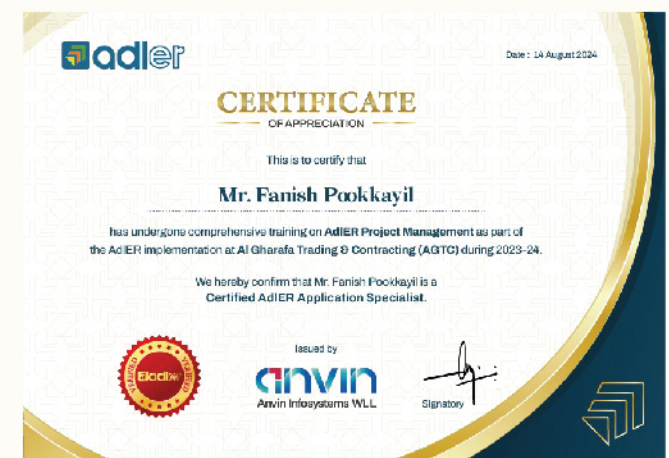 adler
Date : 14 August 2024
CERTIFICATE
OF APPRECIATION
This is to certify that
Mr. Fanish Pookkayil
has undergone comprehensive training on AdlER Project Management as part of
the AdlER implementation at Al Gharafa Trading & Contracting (AGTC) during 2023-24.
We hereby confirm that Mr. Fanish Pookkayil is a
Certified AdlER Application Specialist.
VERIFIED
VERIFIED
Issued by
anvin
Anvin Infosystems WLL
Signatory